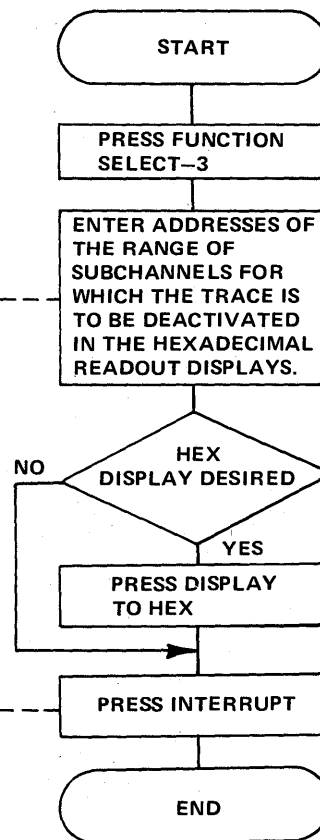 START
PRESS FUNCTION
SELECT-3
ENTER ADDRESSES OF
THE RANGE OF
SUBCHANNELS FOR
WHICH THE TRACE IS
TO BE DEACTIVATED
IN THE HEXADECIMAL
READOUT DISPLAYS.
HEX
DISPLAY DESIRED
NO
YES
PRESS DISPLAY
TO HEX
PRESS INTERRUPT
END